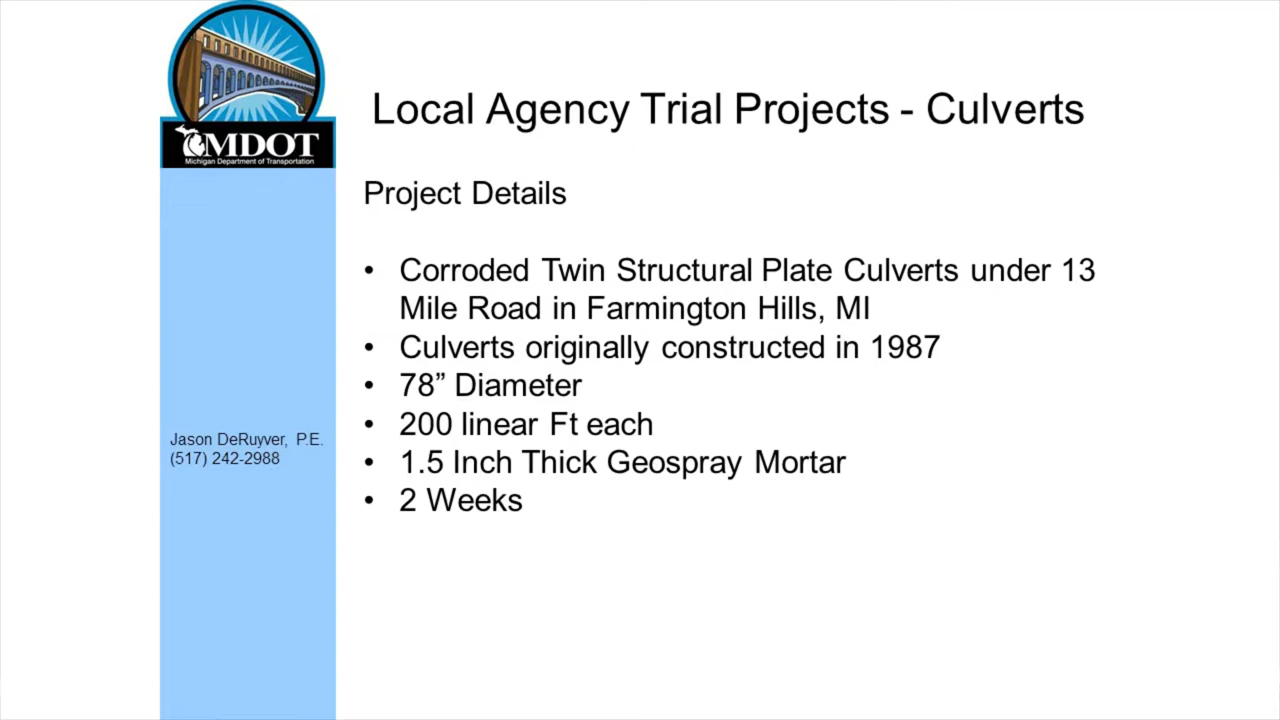 MDOT
Michigan Department of Transportation
Local Agency Trial Projects - Culverts
Project Details
• Corroded Twin Structural Plate Culverts under 13
Mile Road in Farmington Hills, MI
• Culverts originally constructed in 1987
• 78” Diameter
• 200 linear Ft each
• 1.5 Inch Thick Geospray Mortar
• 2 Weeks
Jason DeRuyver, P.E.
(517) 242-2988